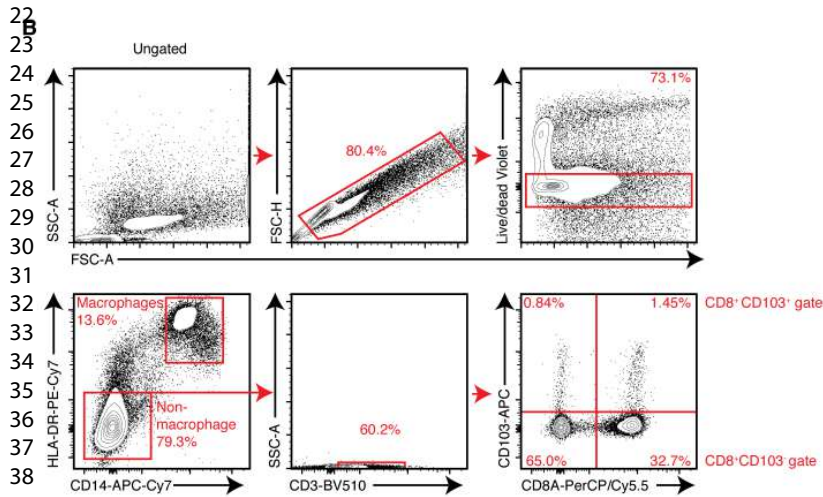 22
B
23
Ungated
24
25
26
27
28
29
30
31
32
33
34
35
36
37
38
SSC-A
FSC-A
80.4%
FSC-H
73.1%
Live/dead Violet
Macrophages
13.6%
Non-
macrophage
79.3%
HLA-DR-PE-Cy7
CD14-APC-Cy7
60.2%
SSC-A
CD3-BV510
0.84%
1.45%
CD8⁺CD103⁺ gate
65.0%
32.7%
CD8⁺CD103⁻gate
CD103-APC
CD8A-PerCP/Cy5.5